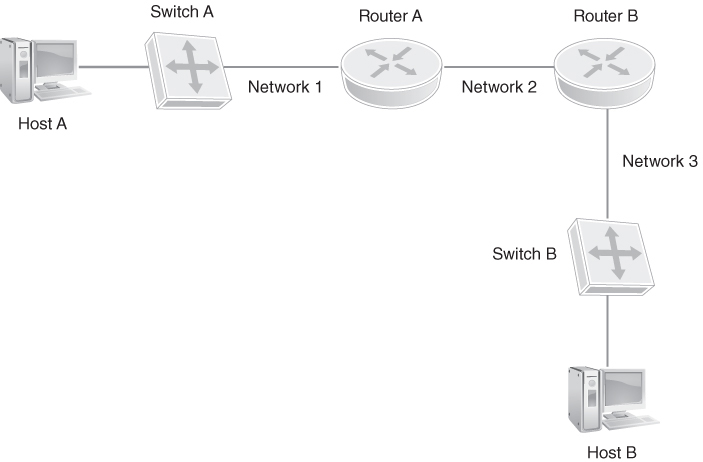 Switch A
Router A
Router B
Network 1
Network 2
Host A
Network 3
Switch B
Host B